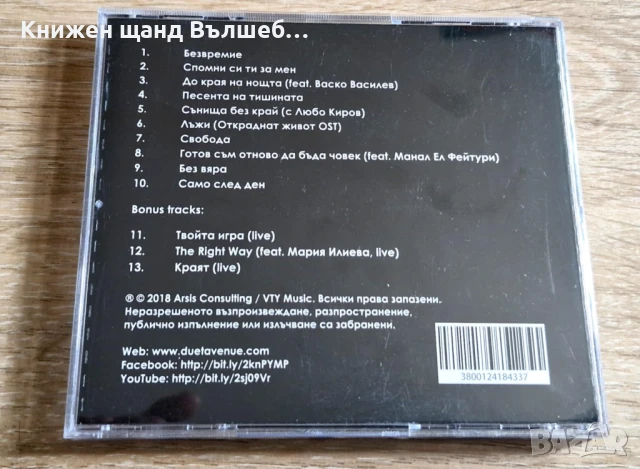 Книжен щанд Вълшеб...
1. Безвремие
2. Спомни си ти за мен
3. До края на нощта (feat. Васко Василев)
4. Песента на тишината
5. Сънища без край (с Любо Киров)
6. Лъжи (Откраднат живот OST)
7. Свобода
8. Готов съм отново да бъда човек (feat. Манал Ел Фейтури)
9. Без вяра
10. Само след ден
Bonus tracks:
11. Твойта игра (live)
12. The Right Way (feat. Мария Илиева, live)
13. Краят (live)
® © 2018 Arsis Consulting / VTY Music. Всички права запазени.
Неразрешеното възпроизвеждане, разпространение,
публично изпълнение или излъчване са забранени.
Web: www.duetavenue.com
Facebook: http://bit.ly/2knPYMP
YouTube: http://bit.ly/2sj09Vr
3800124184337
bazar